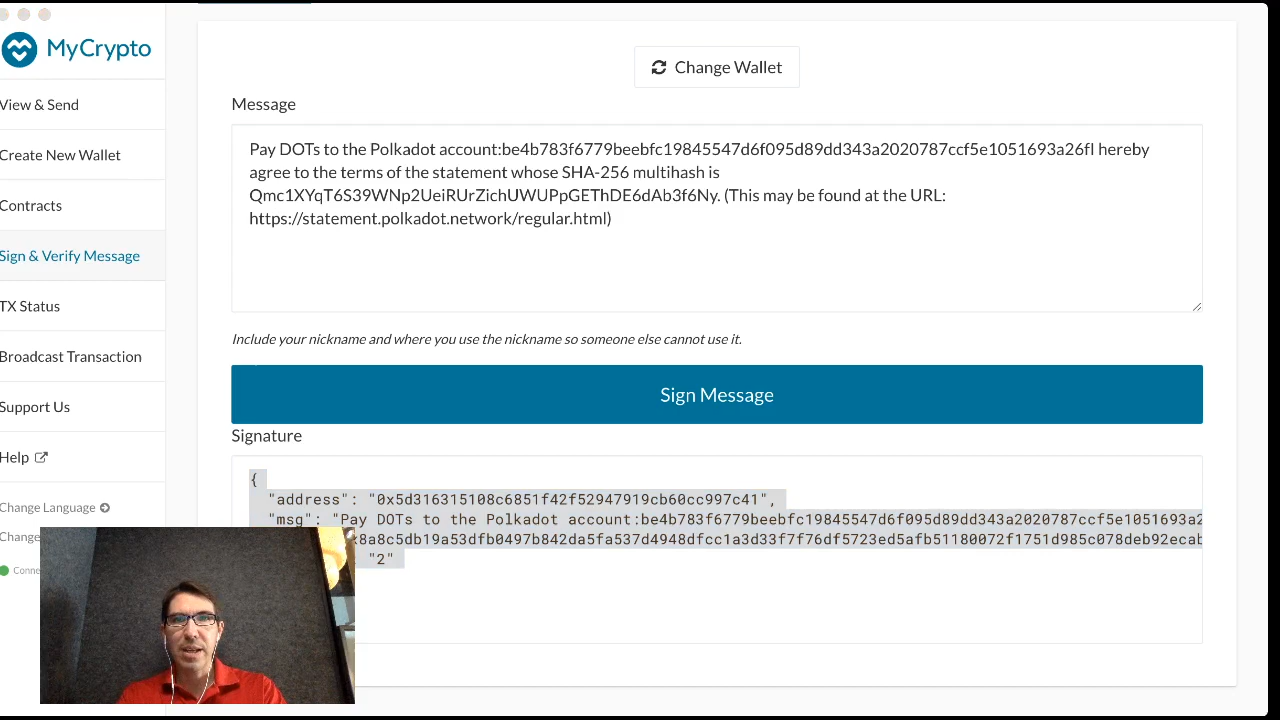 MyCrypto
View & Send
Create New Wallet
Contracts
Sign & Verify Message
TX Status
Broadcast Transaction
Support Us
Help
Change Language
Change
Conne
Change Wallet
Message
Pay DOTs to the Polkadot account:be4b783f6779beebfc19845547d6f095d89dd343a2020787ccf5e1051693a26fI hereby
agree to the terms of the statement whose SHA-256 multihash is
Qmc1XYqT6S39WNp2UeiRUrZichUWUPpGEThDE6dAb3f6Ny. (This may be found at the URL:
https://statement.polkadot.network/regular.html)
Include your nickname and where you use the nickname so someone else cannot use it.
Sign Message
Signature
{
"address": "0x5d316315108c6851f42f52947919cb60cc997c41",
"msg": "Pay DOTs to the Polkadot account:be4b783f6779beebfc19845547d6f095d89dd343a2020787ccf5e1051693a2
x8a8c5db19a53dfb0497b842da5fa537d4948dfcc1a3d33f7f76df5723ed5afb51180072f1751d985c078deb92ecab
"2"